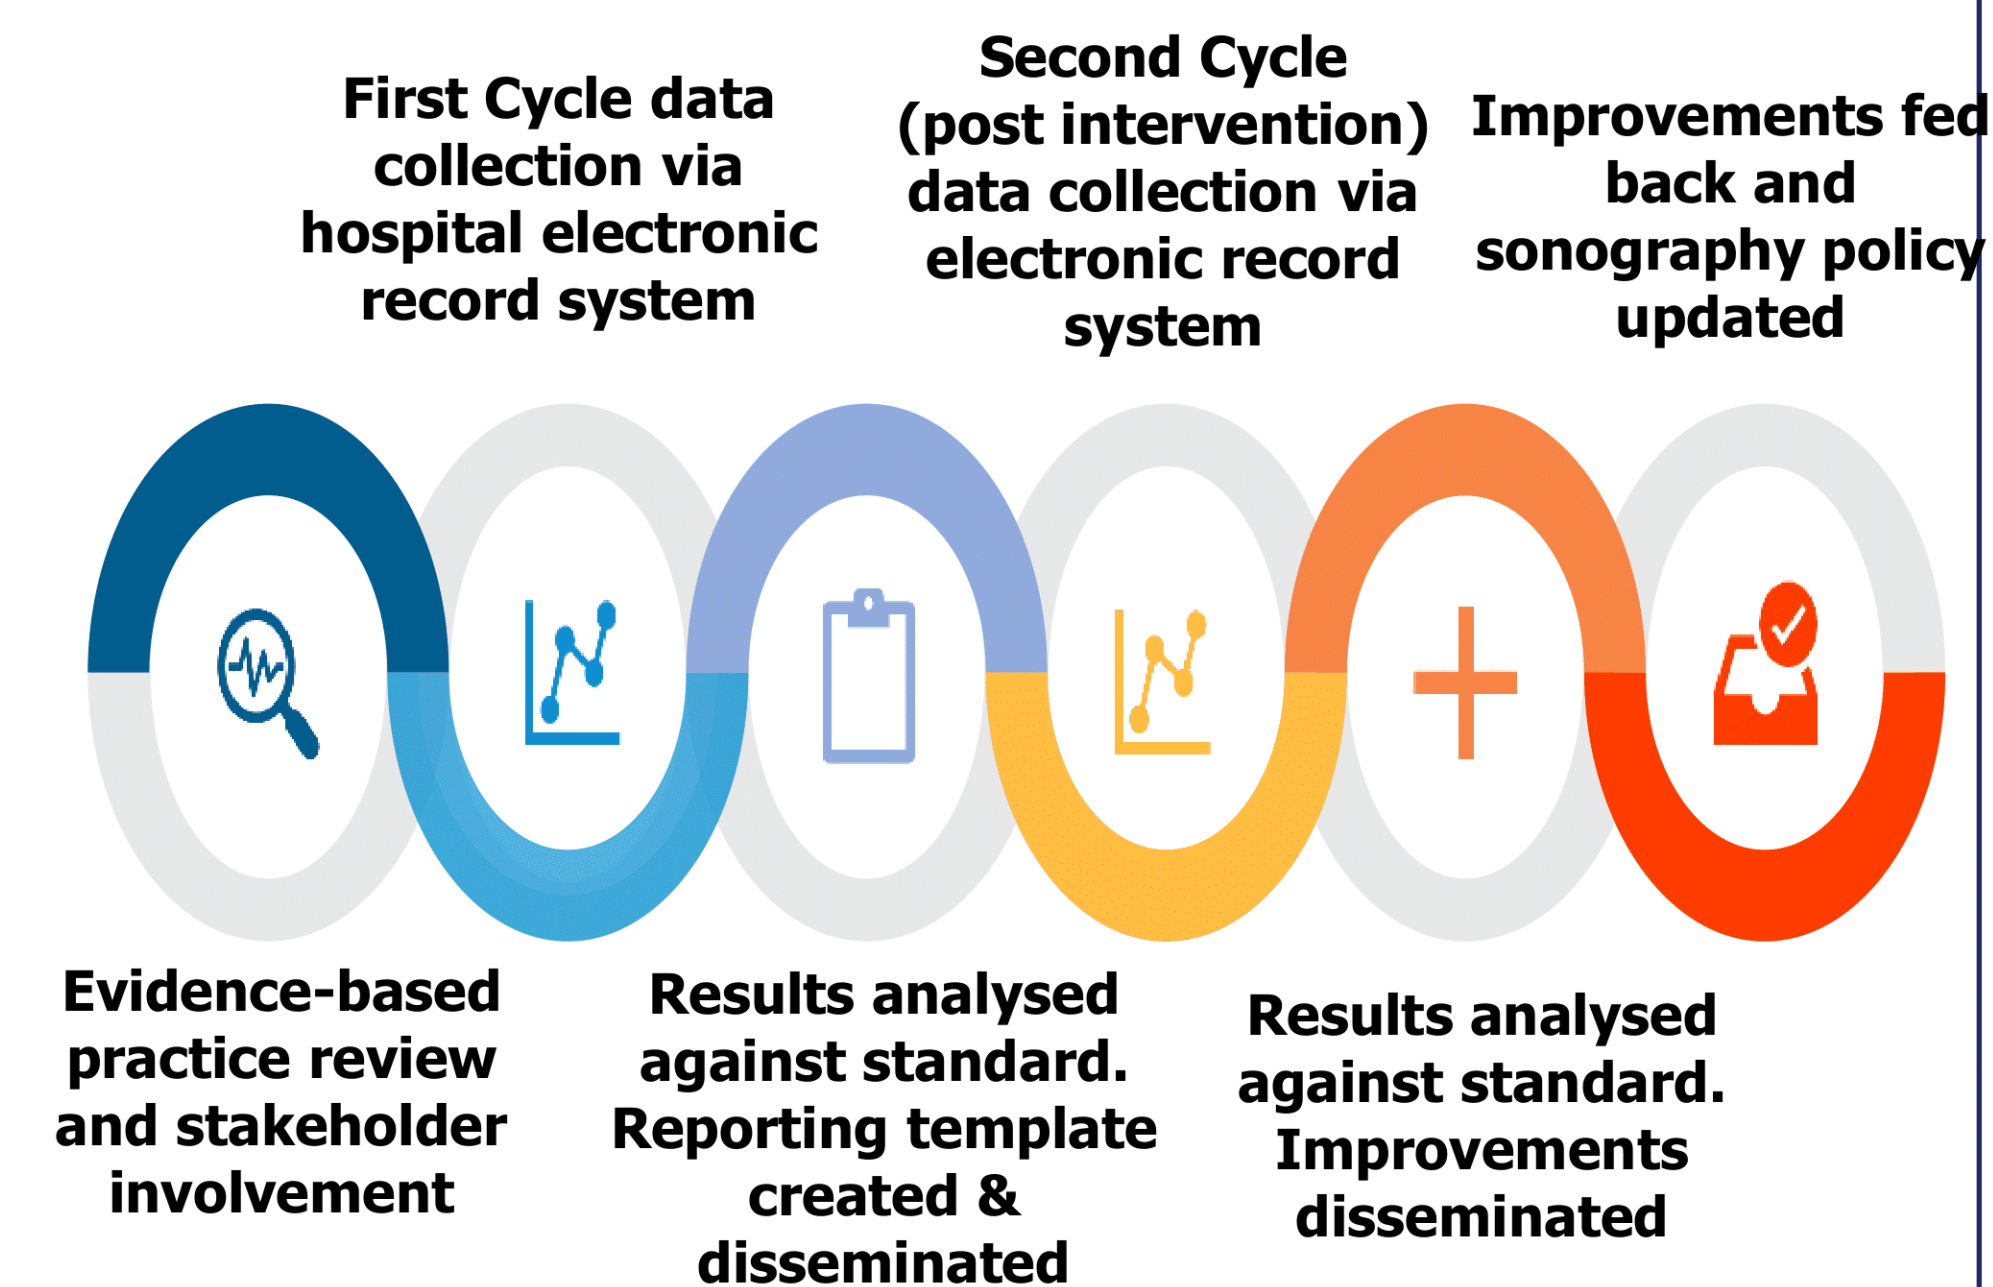 First Cycle data
collection via
hospital electronic
record system
Second Cycle
(post intervention)
data collection via
electronic record
system
Improvements fed
back and
sonography policy
updated
Evidence-based
practice review
and stakeholder
involvement
Results analysed
against standard.
Reporting template
created &
disseminated
Results analysed
against standard.
Improvements
disseminated